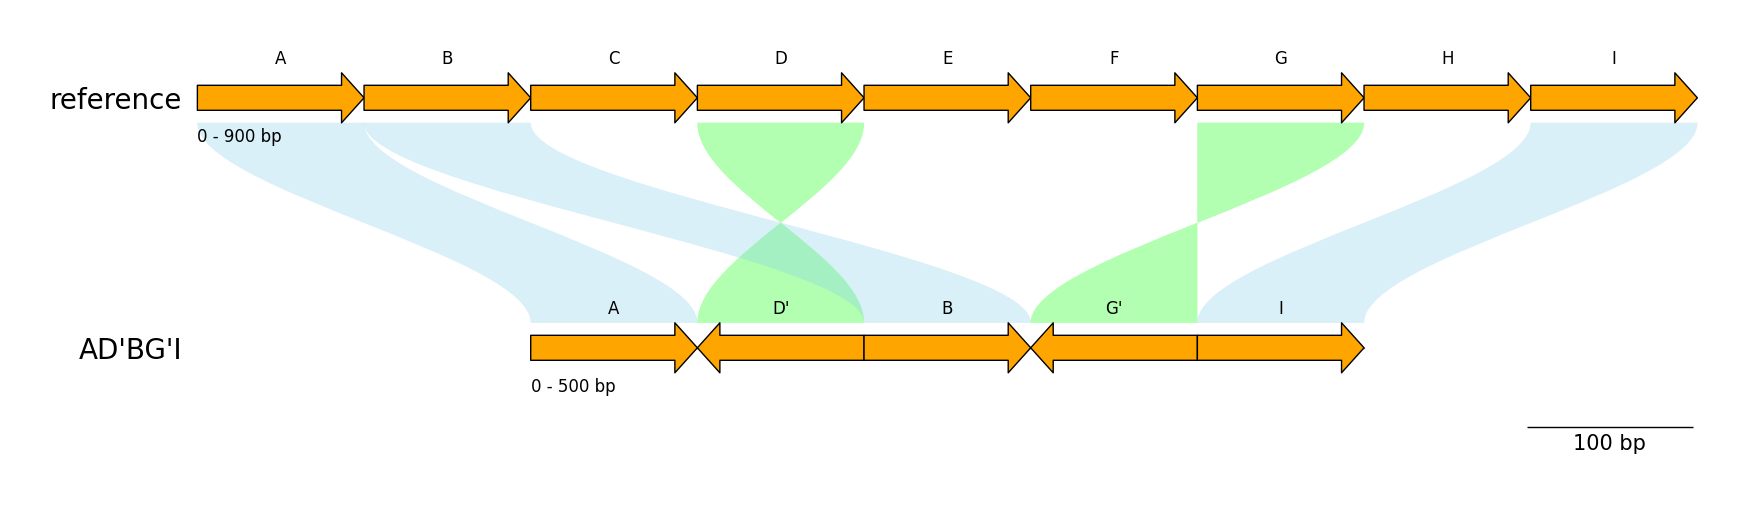 A B C D E F G H I
reference
0 - 900 bp
A D' B G' I
AD'BG'I
0 - 500 bp
100 bp